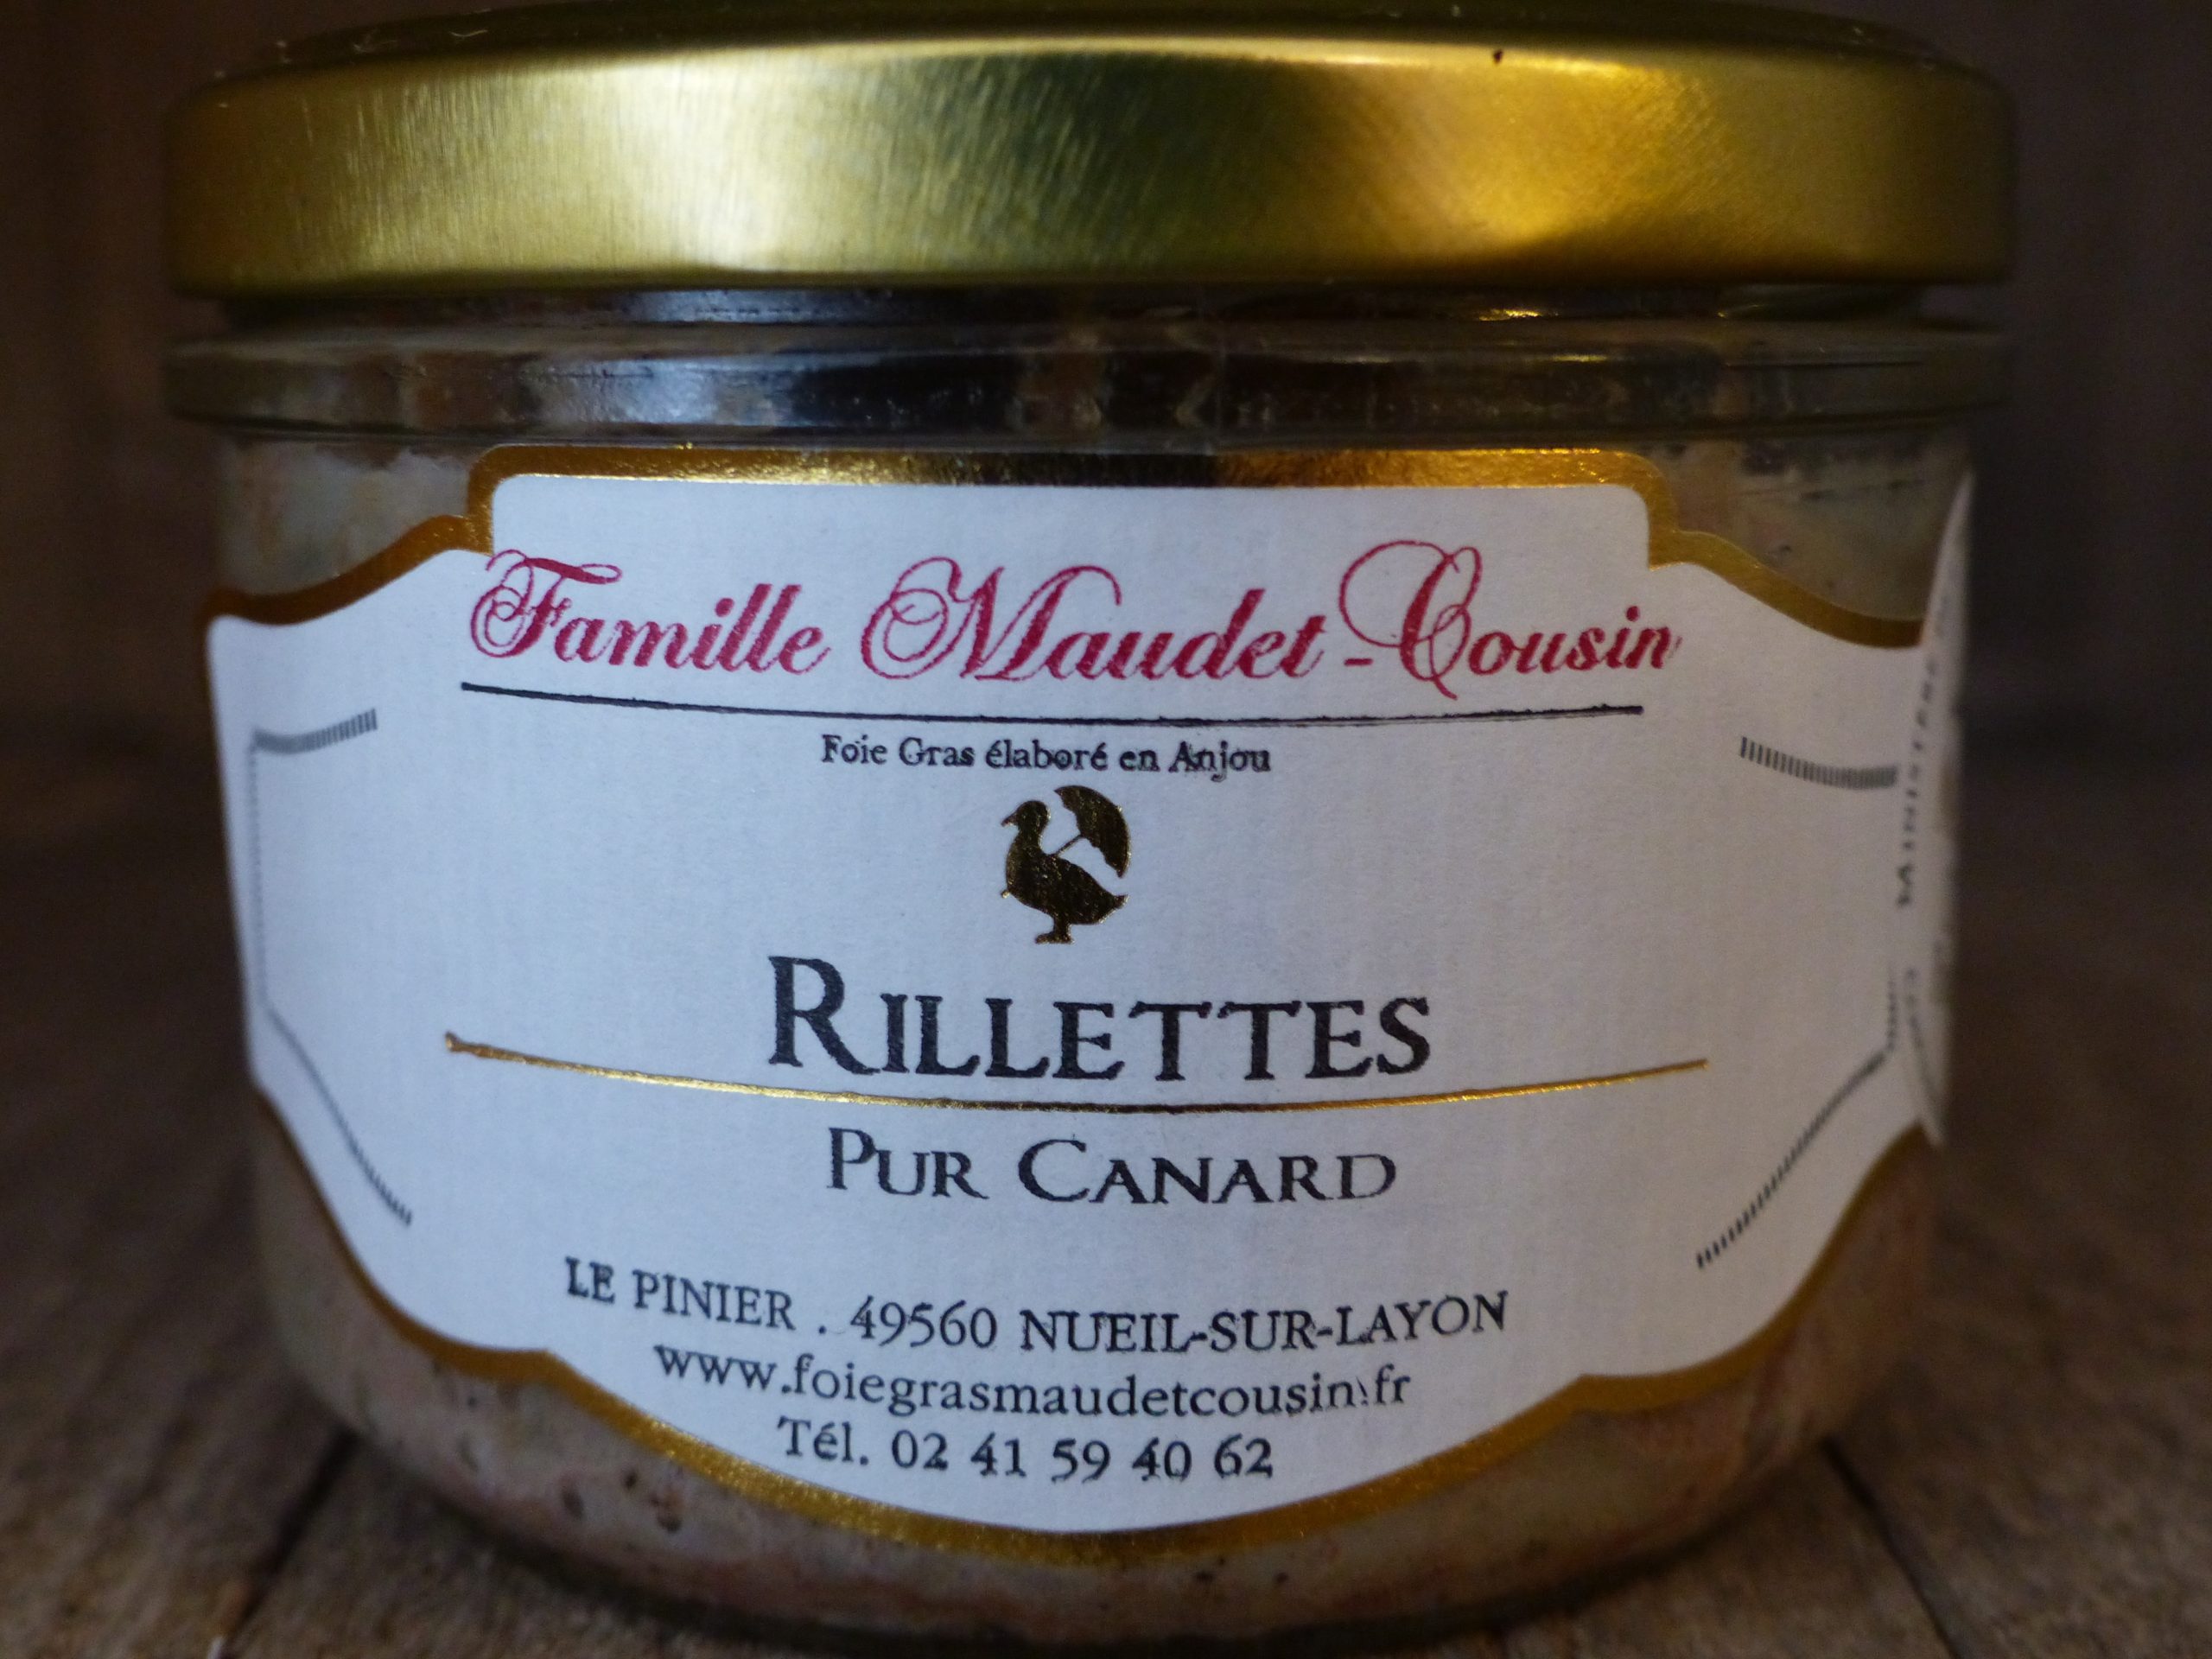 Famille Maudet-Cousin
Foie Gras élaboré en Anjou
RILLETTES
PUR CANARD
LE PINIER . 49560 NUEIL-SUR-LAYON
www.foiegrasmaudetcousin.fr
Tél. 02 41 59 40 62